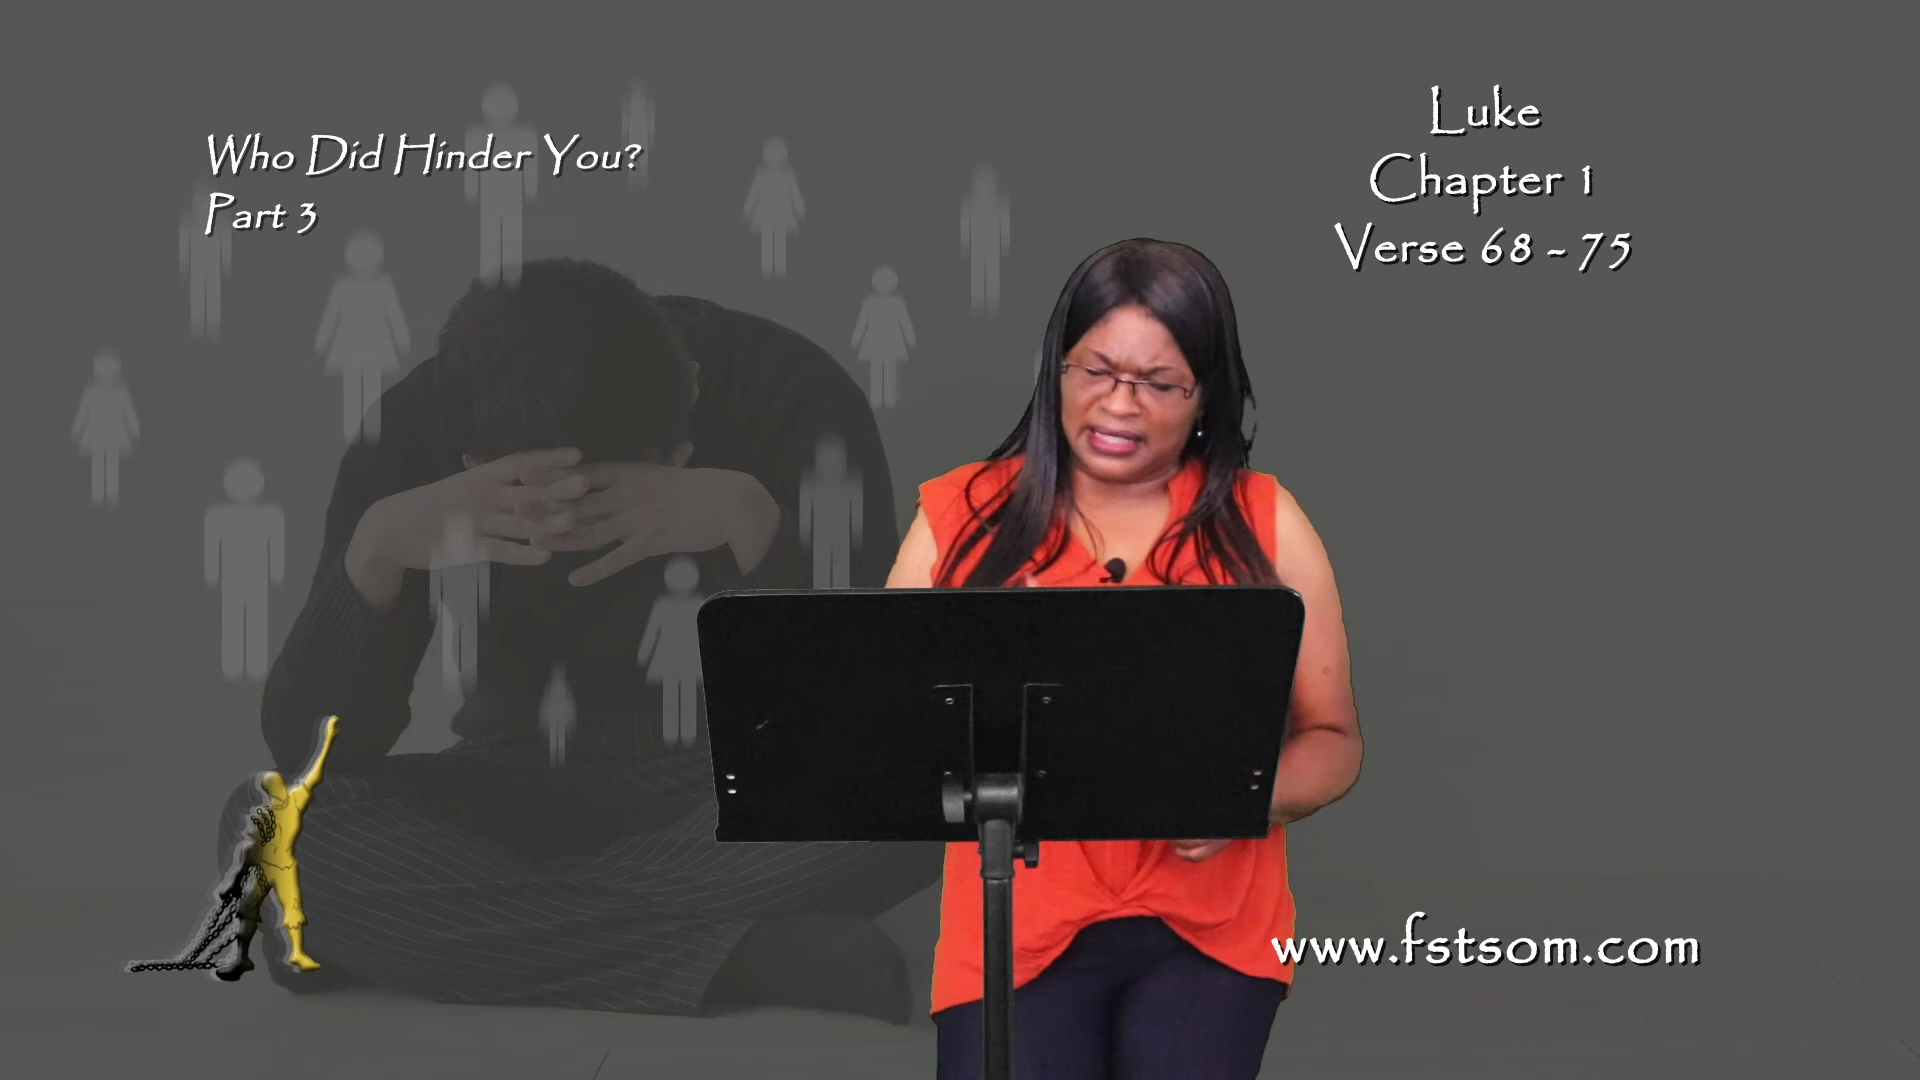 Who Did Hinder You?
Part 3
Luke
Chapter 1
Verse 68 - 75
www.fstsom.com